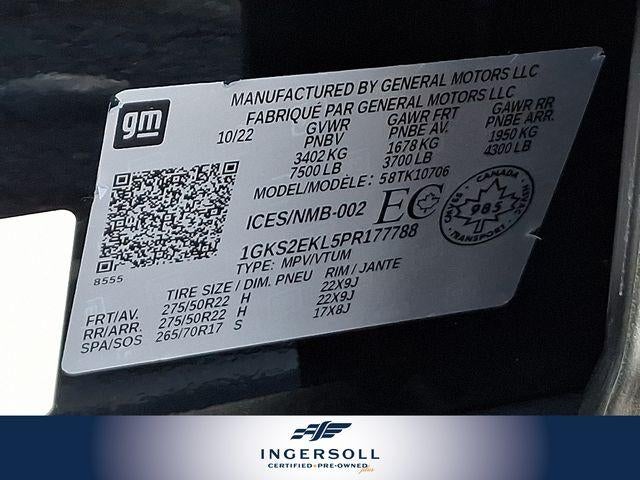 MANUFACTURED BY GENERAL MOTORS LLC
FABRIQUÉ PAR GENERAL MOTORS LLC
gm
10/22
GVWR GAWR FRT GAWR RR
PNBV PNBE AV. PNBE ARR.
3402 KG 1678 KG 1950 KG
7500 LB 3700 LB 4300 LB
MODEL/MODÈLE: 58TK10706
ICES/NMB-002 EC
CANADA
985
TRANSPORT
1GKS2EKL5PR177788
TYPE: MPV/VTUM
8555
TIRE SIZE / DIM. PNEU RIM / JANTE
FRT/AV. 275/50R22 H 22X9J
RR/ARR. 275/50R22 H 22X9J
SPA/SOS 265/70R17 S 17X8J
INGERSOLL
CERTIFIED • PRE-OWNED plus